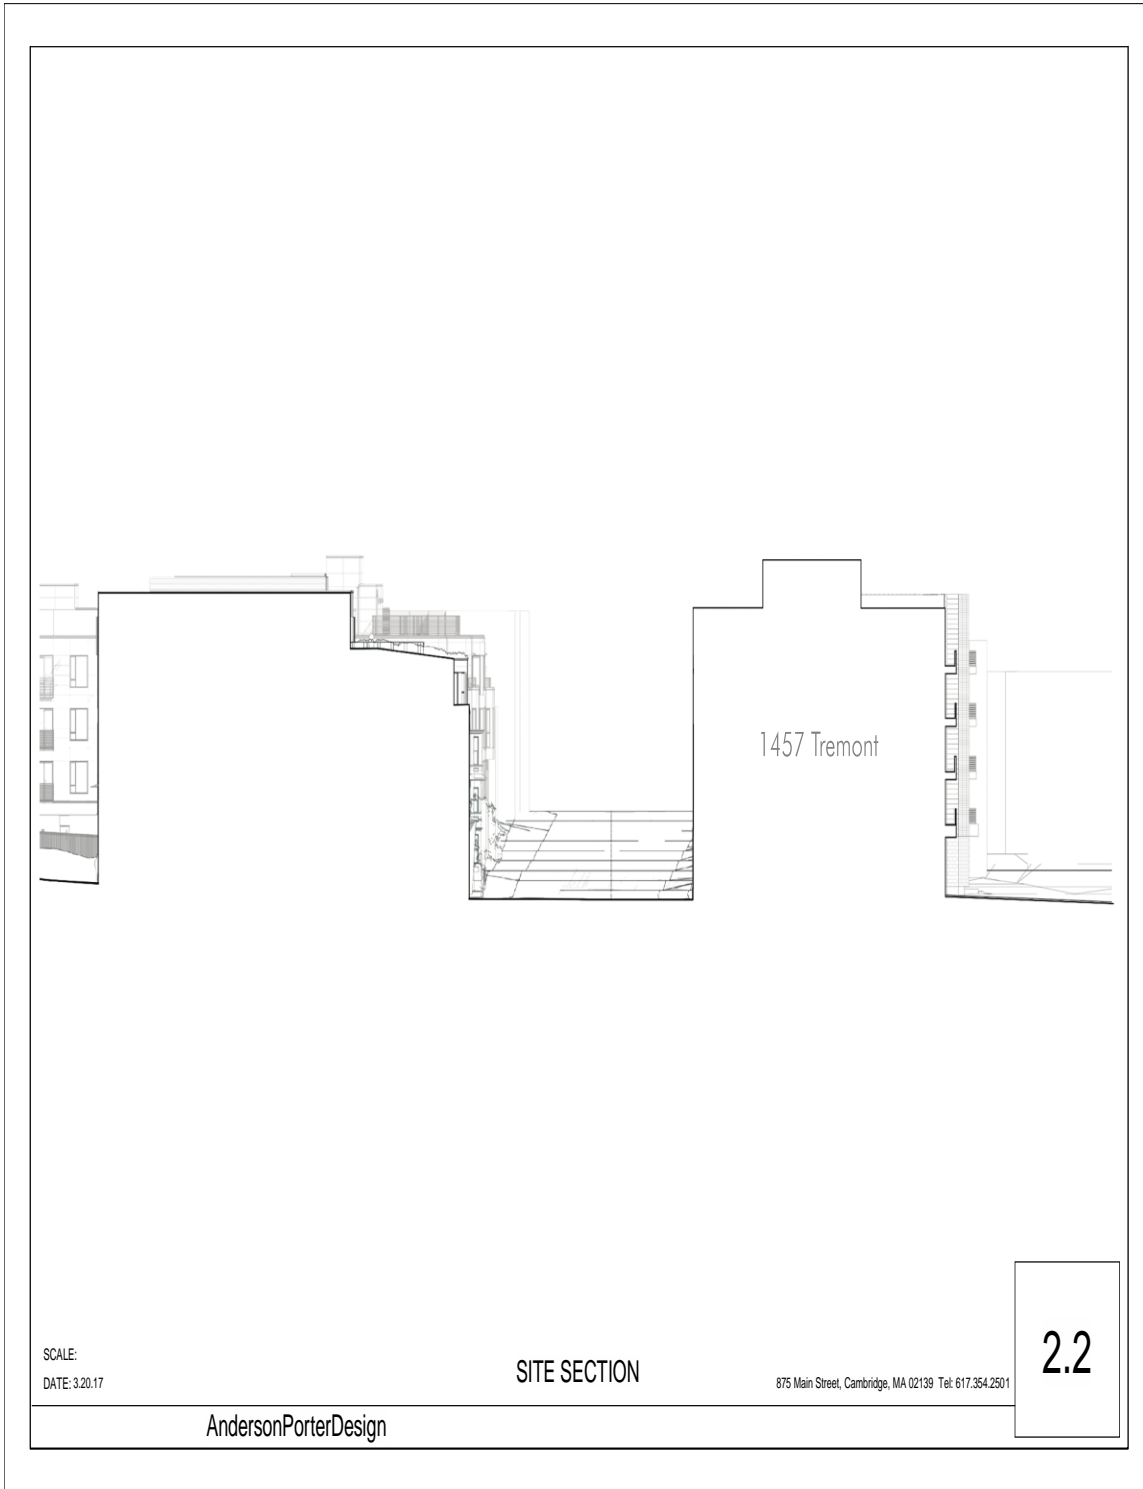 1457 Tremont
2.2
SCALE:
SITE SECTION
DATE: 3.20.17
875 Main Street, Cambridge, MA 02139 Tel: 617.354.2501
AndersonPorterDesign